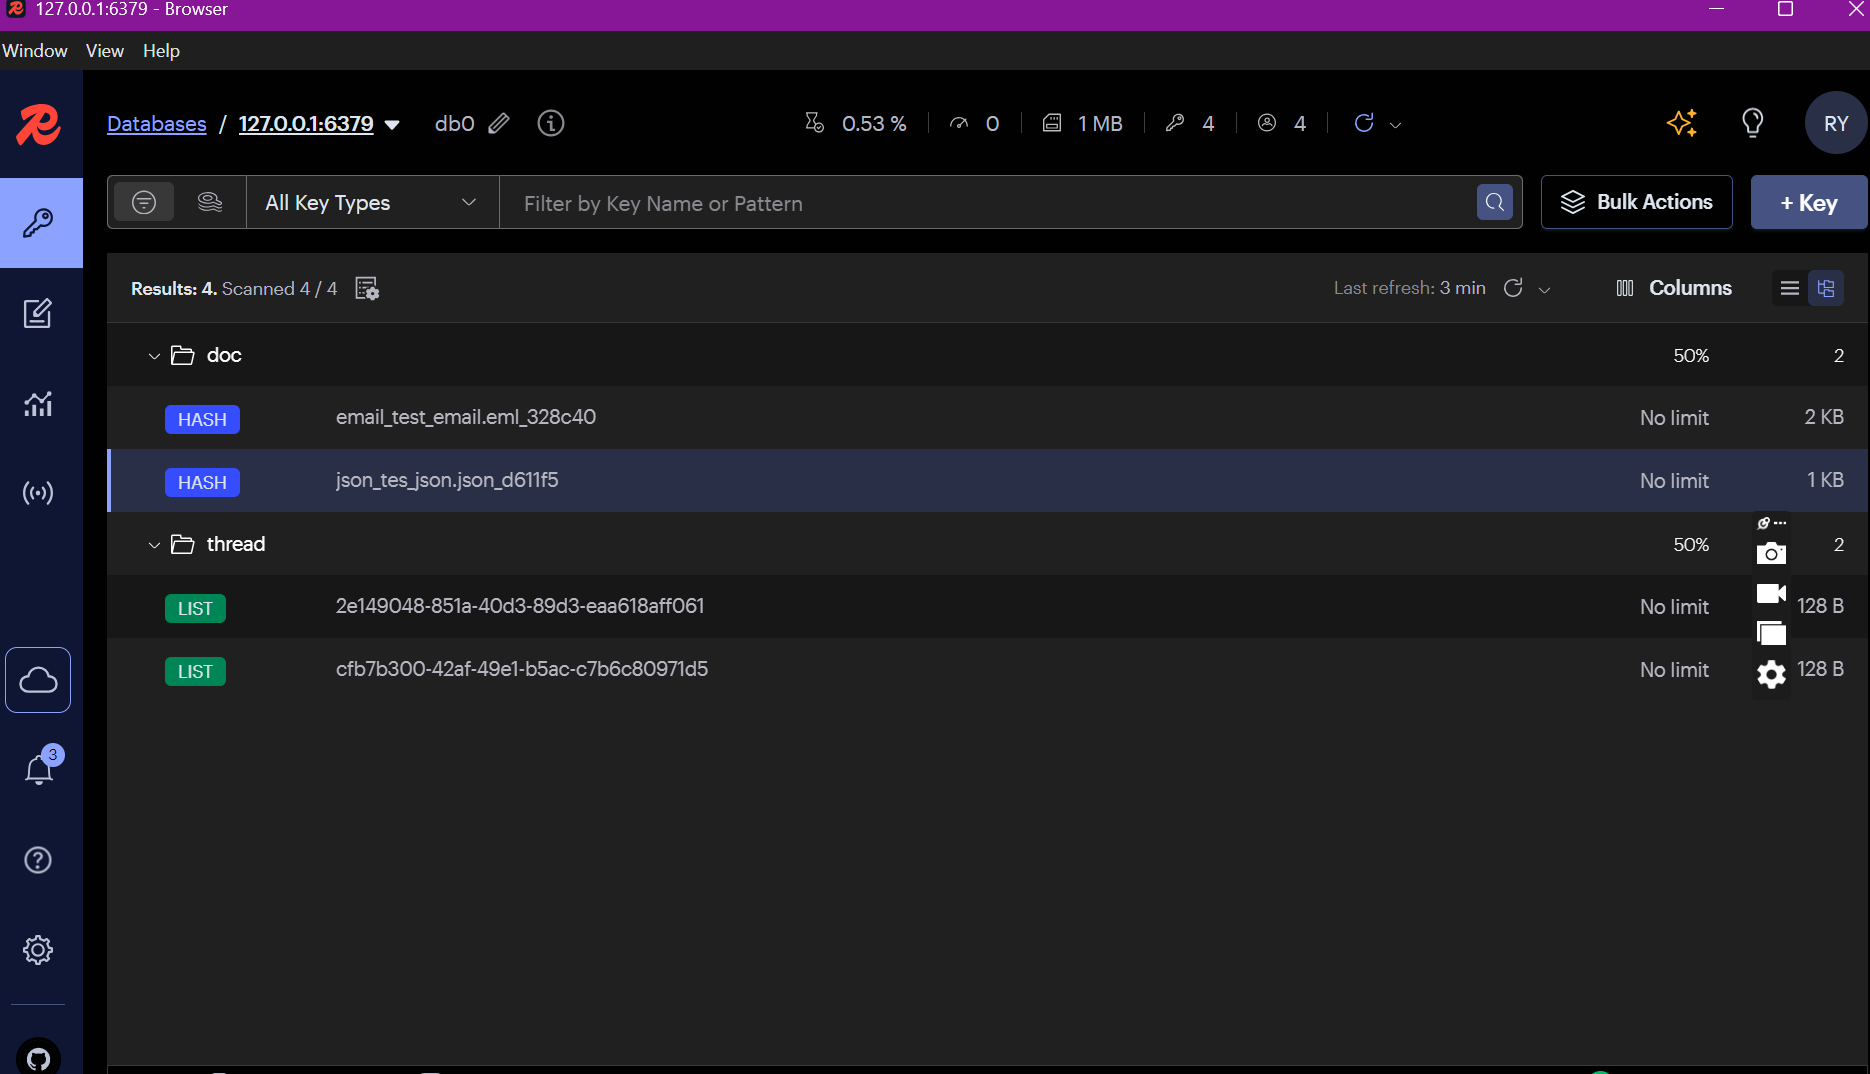 127.0.0.1:6379 - Browser
Window View Help
Databases / 127.0.0.1:6379 db0 0.53 % 0 1 MB 4 4 RY
All Key Types Filter by Key Name or Pattern Bulk Actions + Key
Results: 4. Scanned 4 / 4 Last refresh: 3 min Columns
doc 50% 2
HASH email_test_email.eml_328c40 No limit 2 KB
HASH json_tes_json.json_d611f5 No limit 1 KB
thread 50% 2
LIST 2e149048-851a-40d3-89d3-eaa618aff061 No limit 128 B
LIST cfb7b300-42af-49e1-b5ac-c7b6c80971d5 No limit 128 B
3